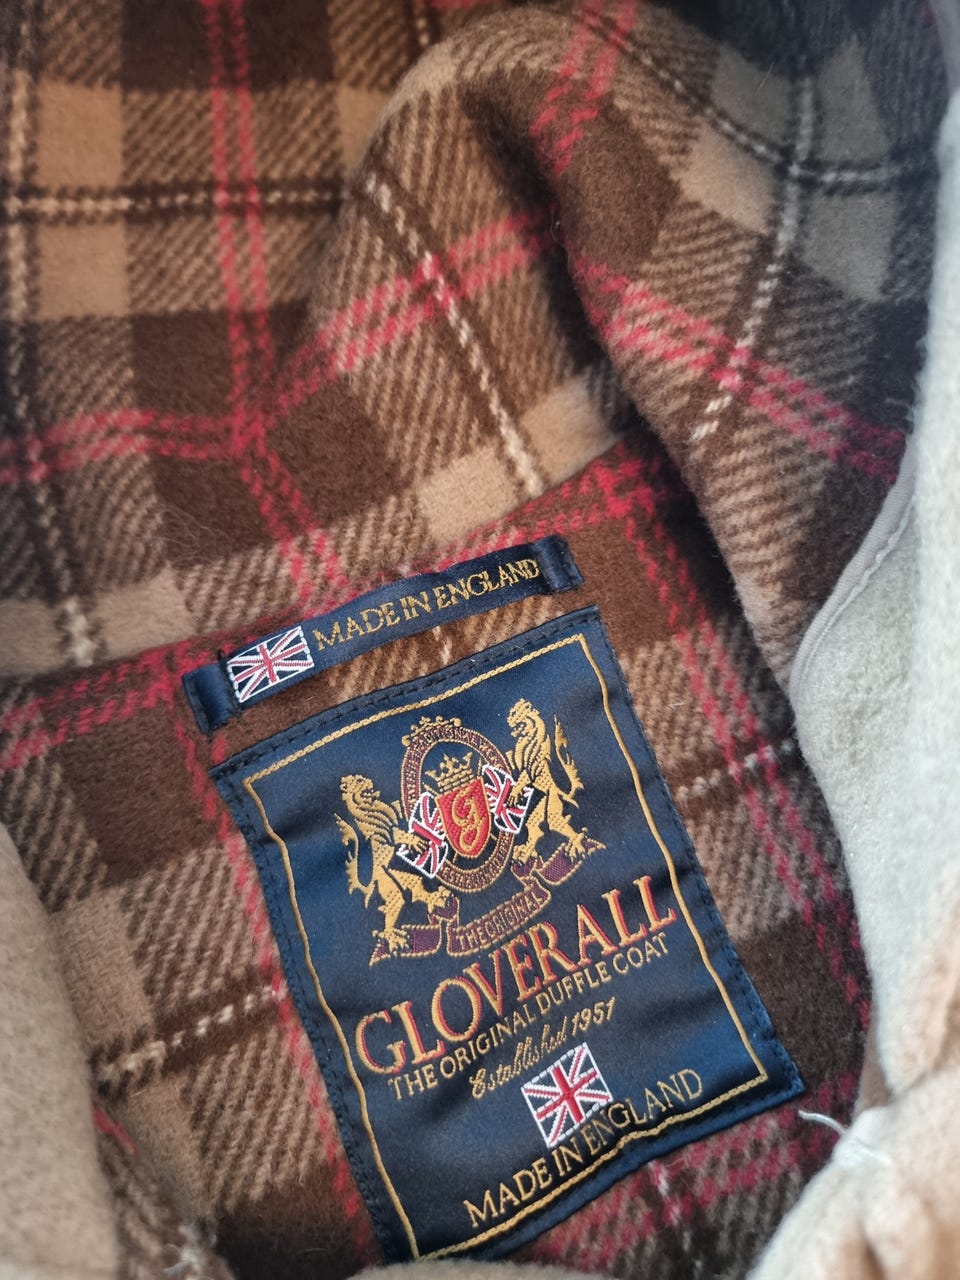 MADE IN ENGLAND
G
THE ORIGINAL
GLOVERALL
THE ORIGINAL DUFFLE COAT
Established 1951
MADE IN ENGLAND